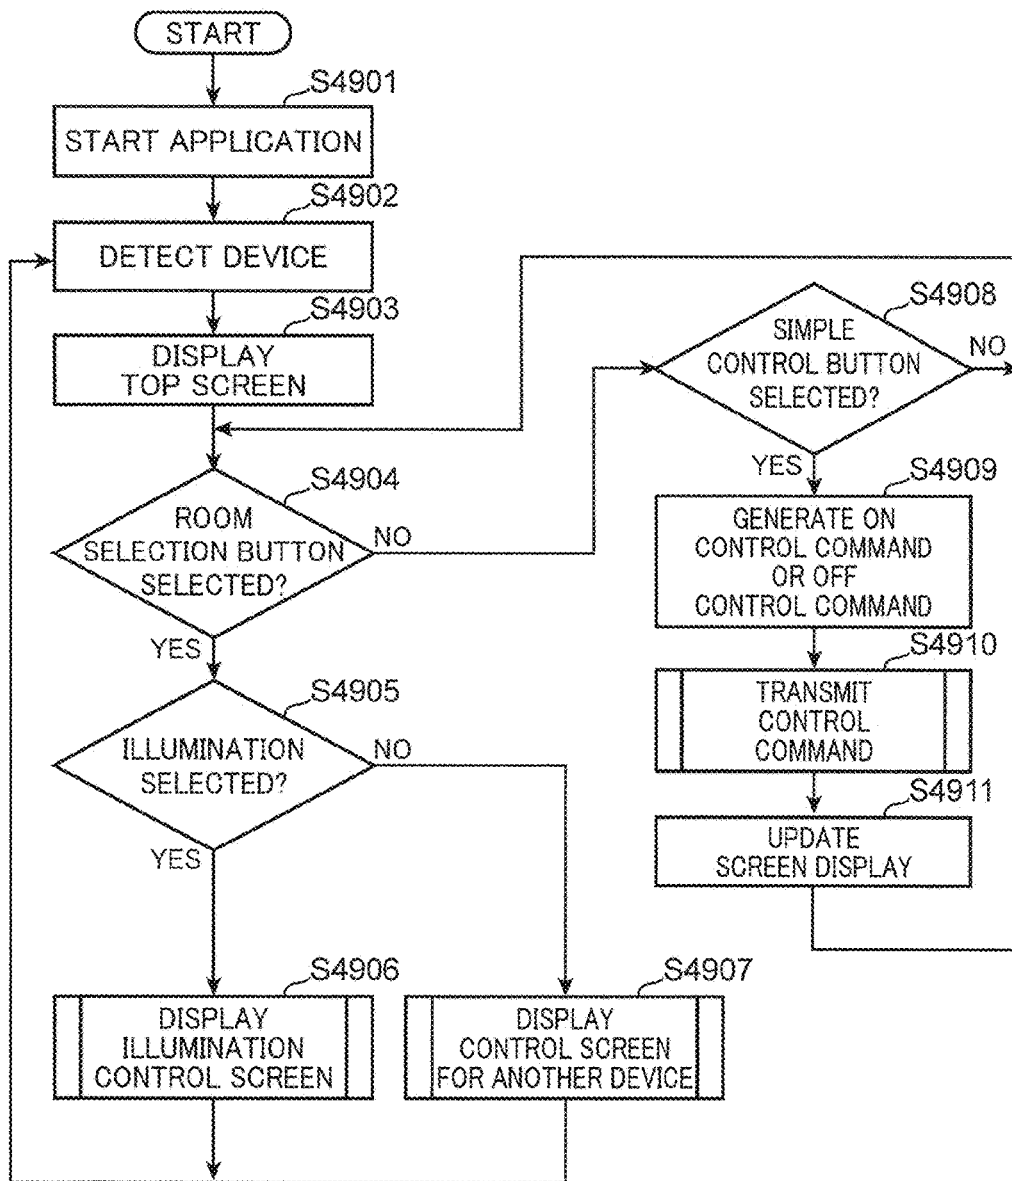 START
S4901
START APPLICATION
S4902
DETECT DEVICE
S4903
DISPLAY
TOP SCREEN
S4904
ROOM
SELECTION BUTTON
SELECTED?
NO
YES
S4905
ILLUMINATION
SELECTED?
NO
YES
S4906
DISPLAY
ILLUMINATION
CONTROL SCREEN
S4907
DISPLAY
CONTROL SCREEN
FOR ANOTHER DEVICE
S4908
SIMPLE
CONTROL BUTTON
SELECTED?
NO
YES
S4909
GENERATE ON
CONTROL COMMAND
OR OFF
CONTROL COMMAND
S4910
TRANSMIT
CONTROL
COMMAND
S4911
UPDATE
SCREEN DISPLAY